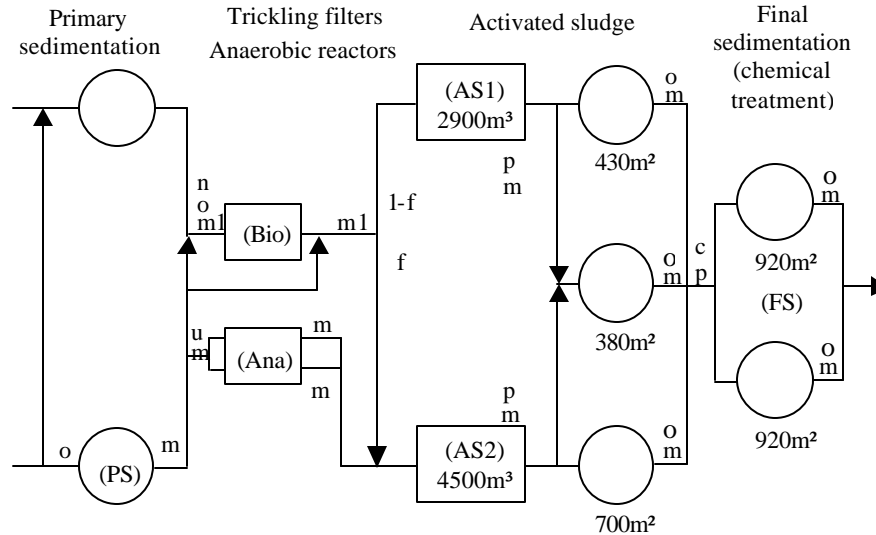 Primary
sedimentation
Trickling filters
Anaerobic reactors
Activated sludge
Final
sedimentation
(chemical
treatment)
(AS1)
2900m³
o
m
430m²
p
m
n
o
m1
(Bio)
m1
1-f
f
o
m
380m²
c
p
o
m
920m²
(FS)
u
m
(Ana)
m
m
o
(PS)
m
p
m
(AS2)
4500m³
o
m
700m²
o
m
920m²